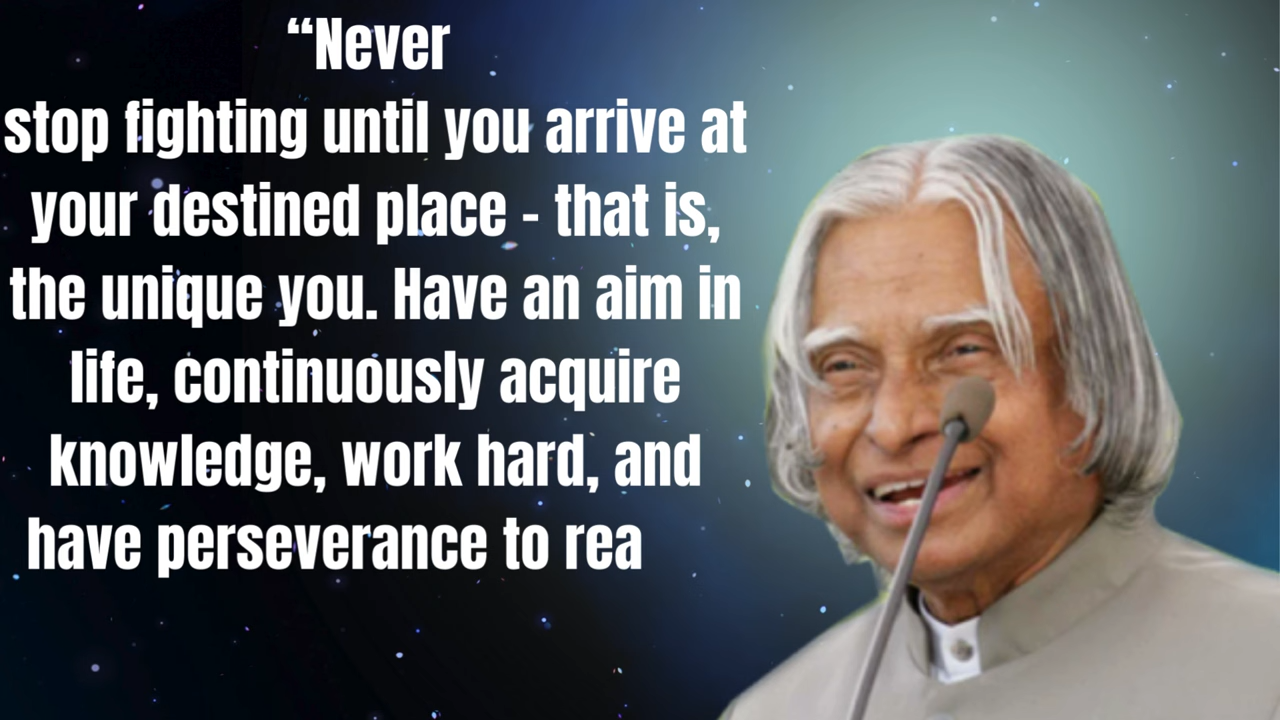 “Never
stop fighting until you arrive at
your destined place - that is,
the unique you. Have an aim in
life, continuously acquire
knowledge, work hard, and
have perseverance to rea